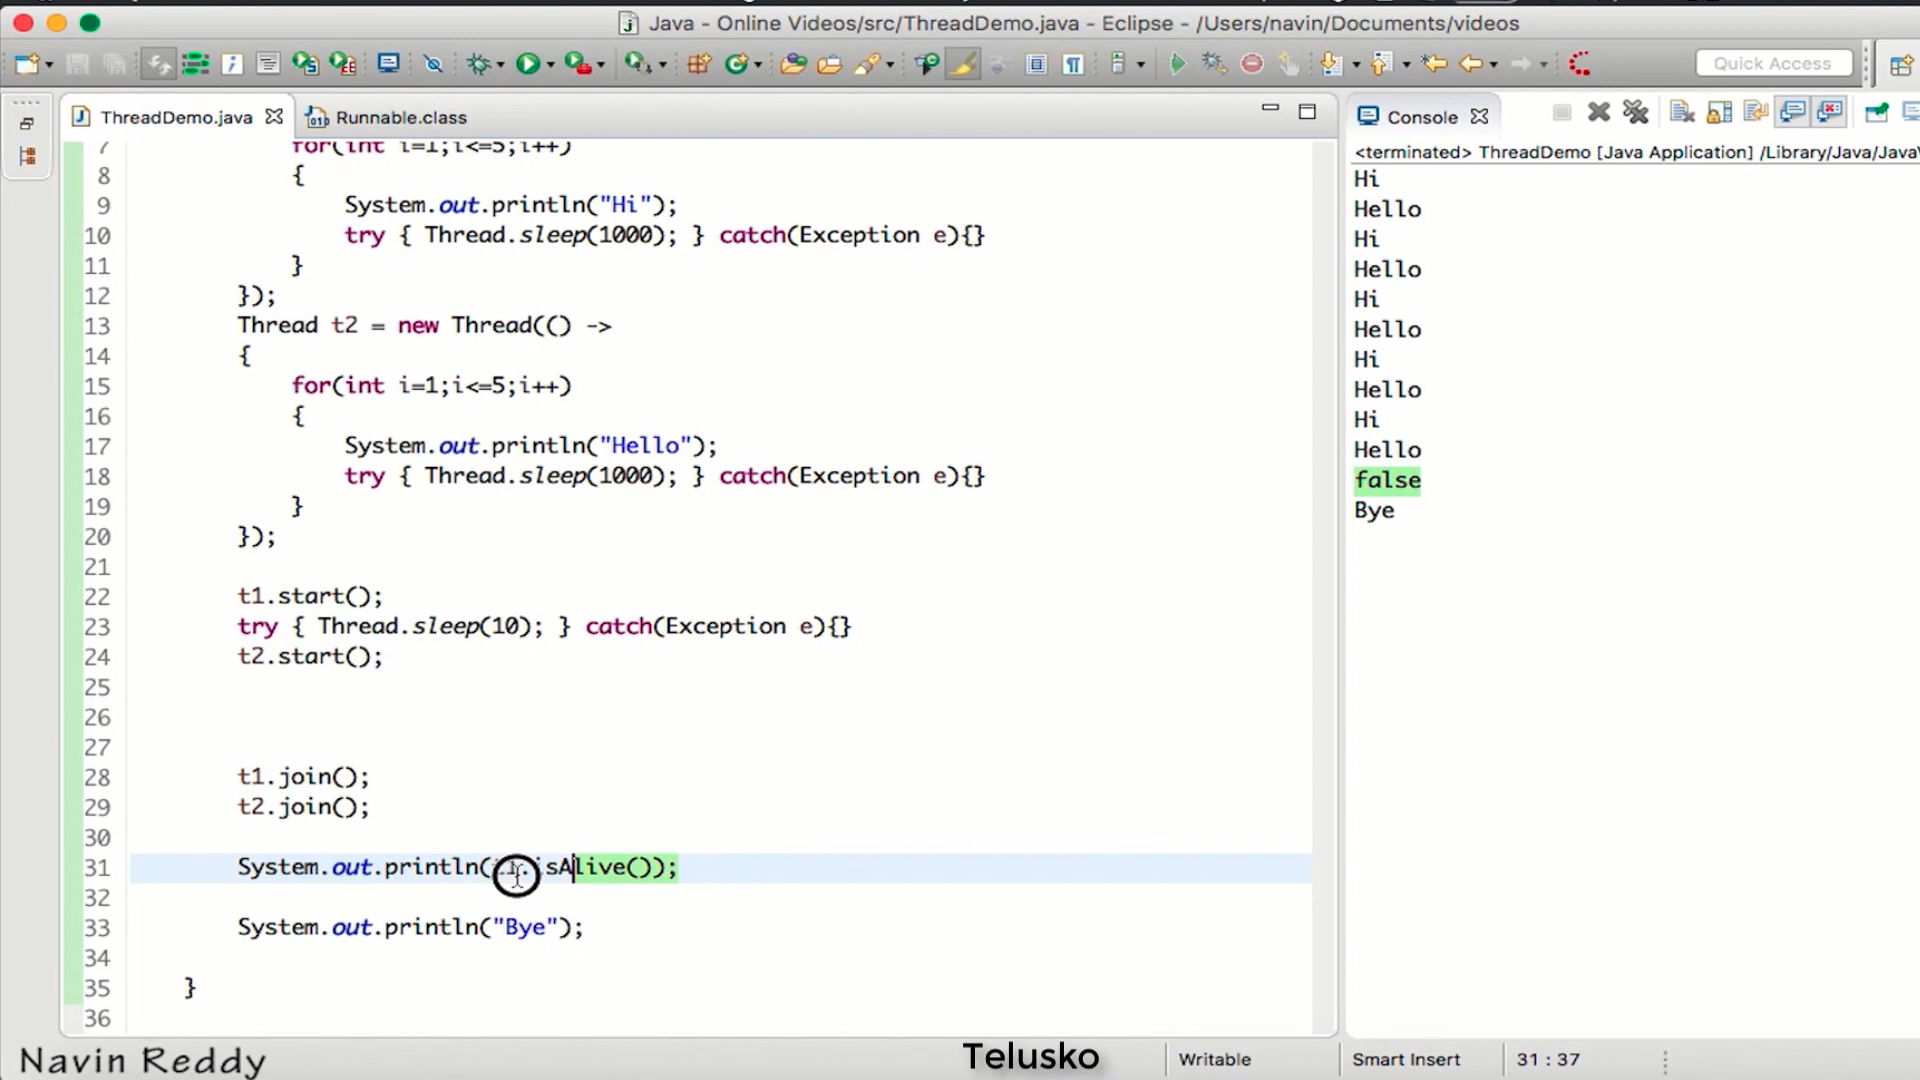 Java - Online Videos/src/ThreadDemo.java - Eclipse - /Users/navin/Documents/videos
Quick Access
ThreadDemo.java
Runnable.class
7 for(int i=1;i<=5;i++)
8 {
9 System.out.println("Hi");
10 try { Thread.sleep(1000); } catch(Exception e){}
11 }
12 });
13 Thread t2 = new Thread(() ->
14 {
15 for(int i=1;i<=5;i++)
16 {
17 System.out.println("Hello");
18 try { Thread.sleep(1000); } catch(Exception e){}
19 }
20 });
21
22 t1.start();
23 try { Thread.sleep(10); } catch(Exception e){}
24 t2.start();
25
26
27
28 t1.join();
29 t2.join();
30
31 System.out.println( isAlive());
32
33 System.out.println("Bye");
34
35 }
36
Console
<terminated> ThreadDemo [Java Application] /Library/Java/Java
Hi
Hello
Hi
Hello
Hi
Hello
Hi
Hello
Hi
Hello
false
Bye
Navin Reddy
Telusko
Writable
Smart Insert
31 : 37